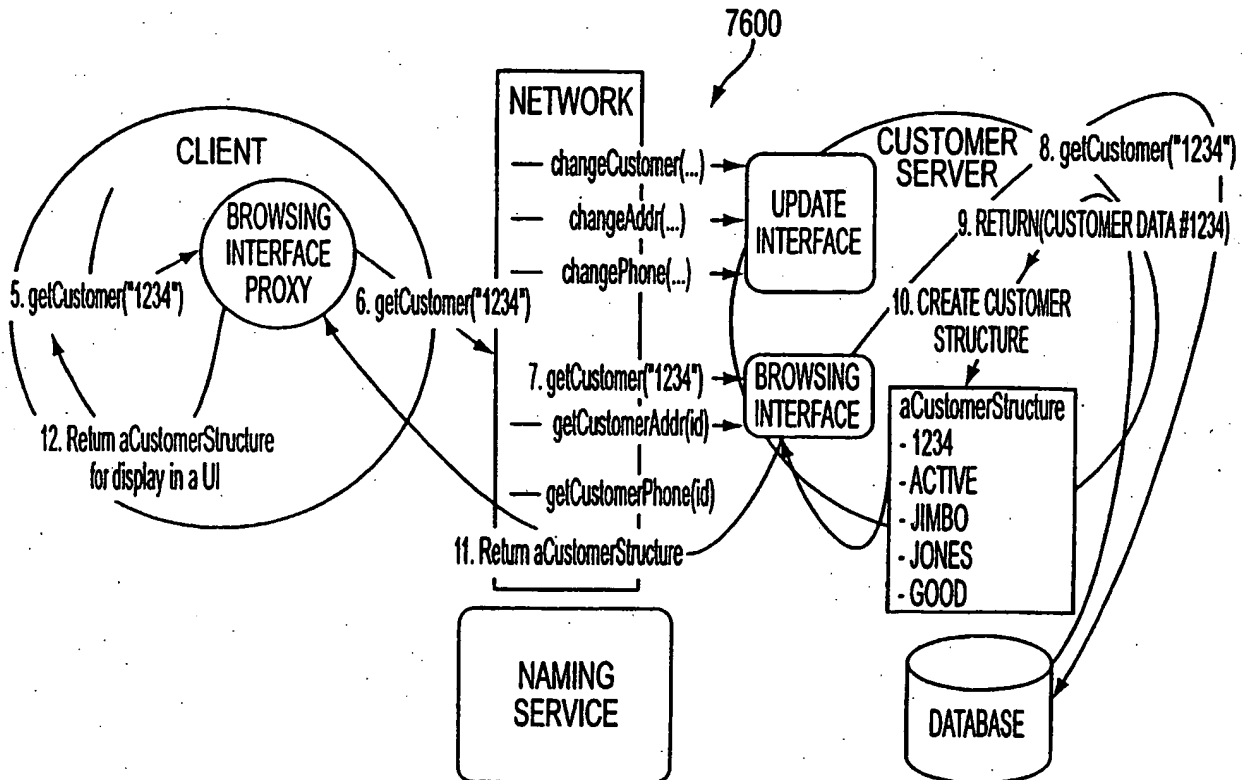 7600
NETWORK
CLIENT
changeCustomer(...)
changeAddr(...)
changePhone(...)
UPDATE
INTERFACE
CUSTOMER
SERVER
8. getCustomer("1234")
9. RETURN(CUSTOMER DATA #1234)
BROWSING
INTERFACE
PROXY
5. getCustomer("1234")
6. getCustomer("1234")
10. CREATE CUSTOMER
STRUCTURE
7. getCustomer("1234")
getCustomerAddr(id)
getCustomerPhone(id)
BROWSING
INTERFACE
aCustomerStructure
- 1234
- ACTIVE
- JIMBO
- JONES
- GOOD
12. Return aCustomerStructure
for display in a UI
11. Return aCustomerStructure
NAMING
SERVICE
DATABASE